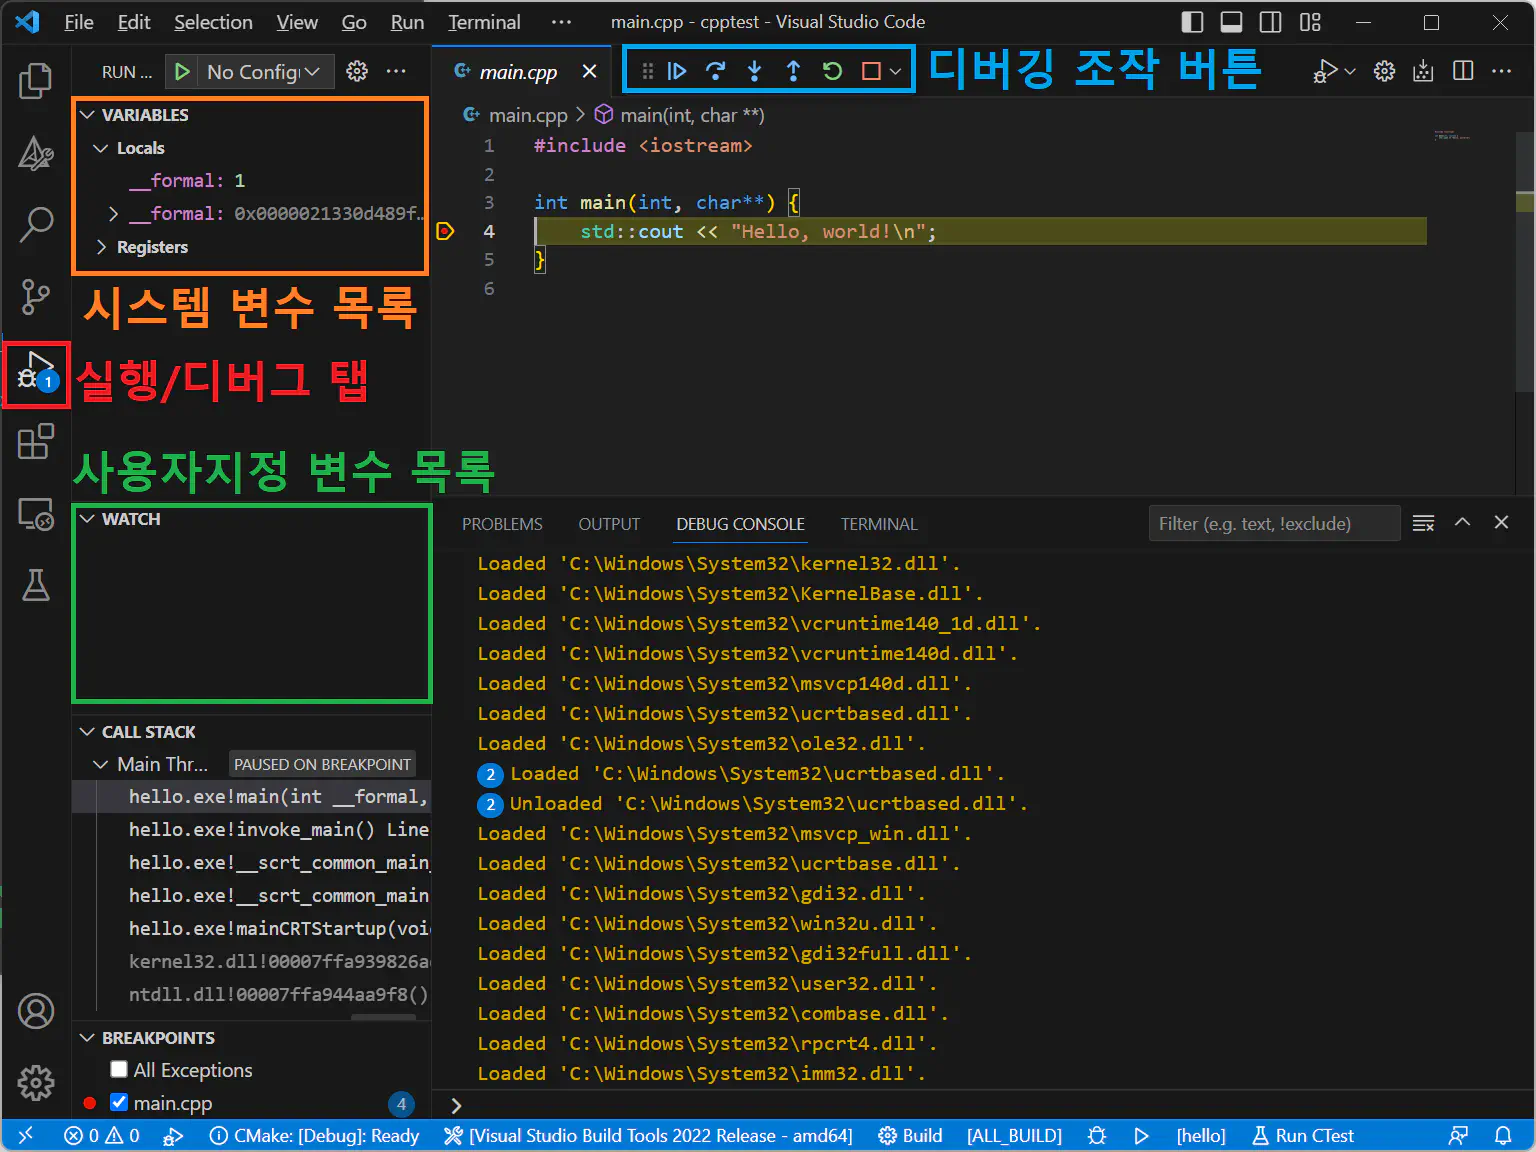 File Edit Selection View Go Run Terminal ··· main.cpp - cpptest - Visual Studio Code
RUN ... No Config
VARIABLES
Locals
__formal: 1
__formal: 0x0000021330d489f…
Registers
시스템 변수 목록
실행/디버그 탭
1
사용자지정 변수 목록
WATCH
CALL STACK
Main Thr... PAUSED ON BREAKPOINT
hello.exe!main(int __formal,
hello.exe!invoke_main() Line
hello.exe!__scrt_common_main_
hello.exe!__scrt_common_main
hello.exe!mainCRTStartup(voi
kernel32.dll!00007ffa939826a
ntdll.dll!00007ffa944aa9f8()
BREAKPOINTS
All Exceptions
main.cpp 4
main.cpp
디버깅 조작 버튼
main.cpp > main(int, char **)
1 #include <iostream>
2
3 int main(int, char**) {
4 std::cout << "Hello, world!\n";
5 }
6
PROBLEMS OUTPUT DEBUG CONSOLE TERMINAL Filter (e.g. text, !exclude)
Loaded 'C:\Windows\System32\kernel32.dll'.
Loaded 'C:\Windows\System32\KernelBase.dll'.
Loaded 'C:\Windows\System32\vcruntime140_1d.dll'.
Loaded 'C:\Windows\System32\vcruntime140d.dll'.
Loaded 'C:\Windows\System32\msvcp140d.dll'.
Loaded 'C:\Windows\System32\ucrtbased.dll'.
Loaded 'C:\Windows\System32\ole32.dll'.
2 Loaded 'C:\Windows\System32\ucrtbased.dll'.
2 Unloaded 'C:\Windows\System32\ucrtbased.dll'.
Loaded 'C:\Windows\System32\msvcp_win.dll'.
Loaded 'C:\Windows\System32\ucrtbase.dll'.
Loaded 'C:\Windows\System32\gdi32.dll'.
Loaded 'C:\Windows\System32\win32u.dll'.
Loaded 'C:\Windows\System32\gdi32full.dll'.
Loaded 'C:\Windows\System32\user32.dll'.
Loaded 'C:\Windows\System32\combase.dll'.
Loaded 'C:\Windows\System32\rpcrt4.dll'.
Loaded 'C:\Windows\System32\imm32.dll'.
>
0 0 CMake: [Debug]: Ready [Visual Studio Build Tools 2022 Release - amd64] Build [ALL_BUILD] [hello] Run CTest